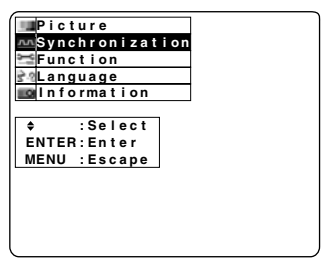 Picture
Synchronization
Function
Language
Information
♦ :Select
ENTER:Enter
MENU :Escape